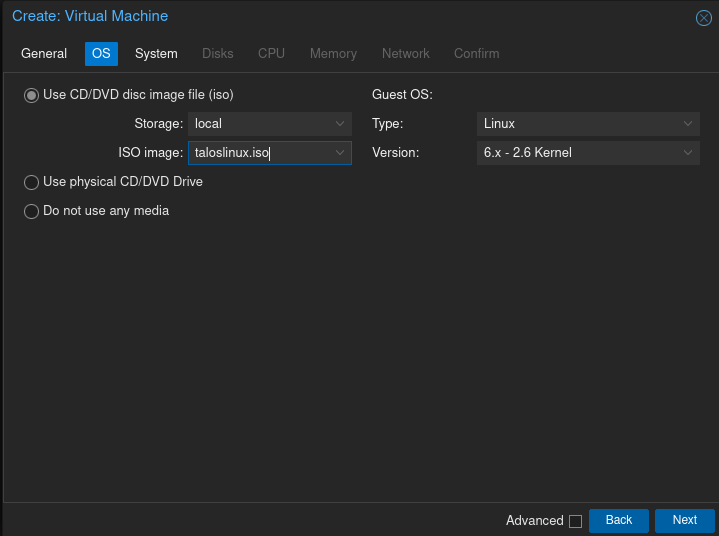 Create: Virtual Machine
General OS System Disks CPU Memory Network Confirm
Use CD/DVD disc image file (iso)
Storage: local
ISO image: taloslinux.iso
Use physical CD/DVD Drive
Do not use any media
Guest OS:
Type: Linux
Version: 6.x - 2.6 Kernel
Advanced Back Next